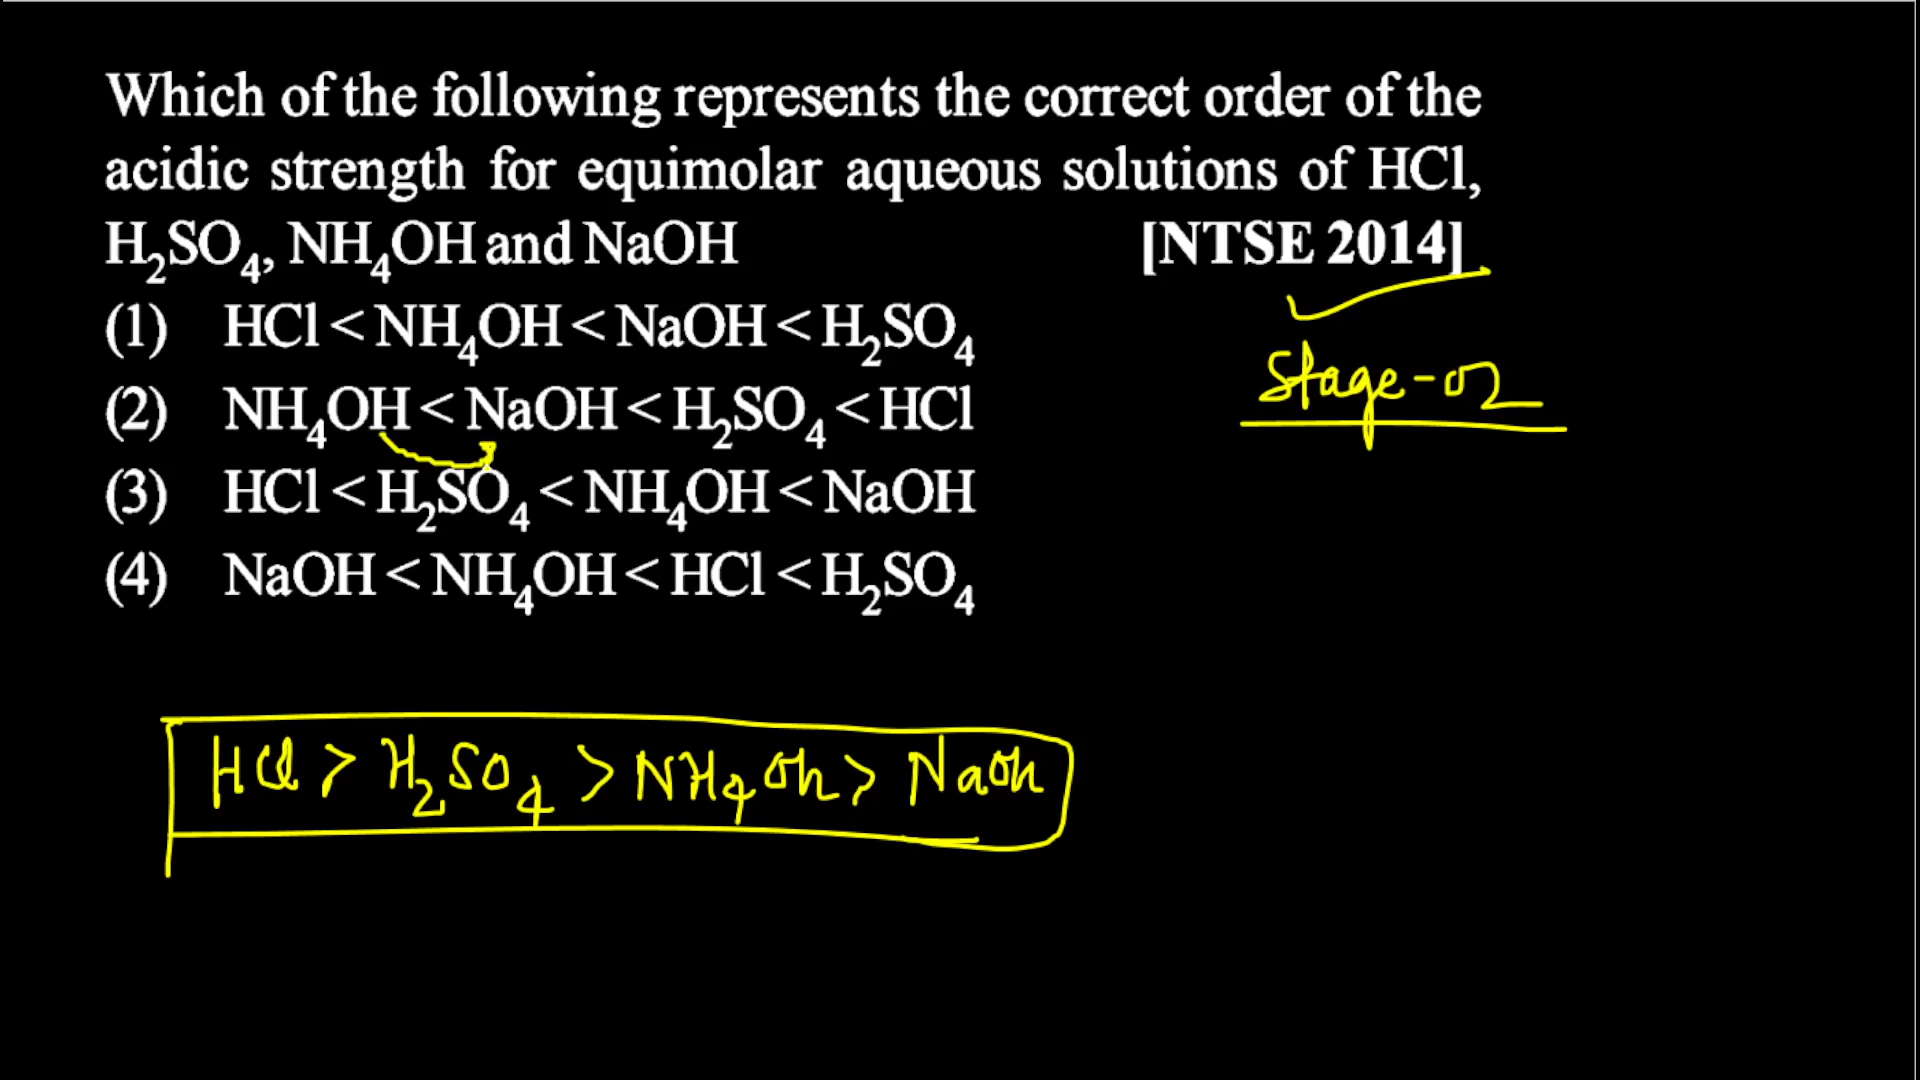 Which of the following represents the correct order of the
acidic strength for equimolar aqueous solutions of HCl,
H₂SO₄, NH₄OH and NaOH [NTSE 2014]
(1) HCl < NH₄OH < NaOH < H₂SO₄
Stage-02
(2) NH₄OH < NaOH < H₂SO₄ < HCl
(3) HCl < H₂SO₄ < NH₄OH < NaOH
(4) NaOH < NH₄OH < HCl < H₂SO₄
HCl > H₂SO₄ > NH₄Oh > NaOh